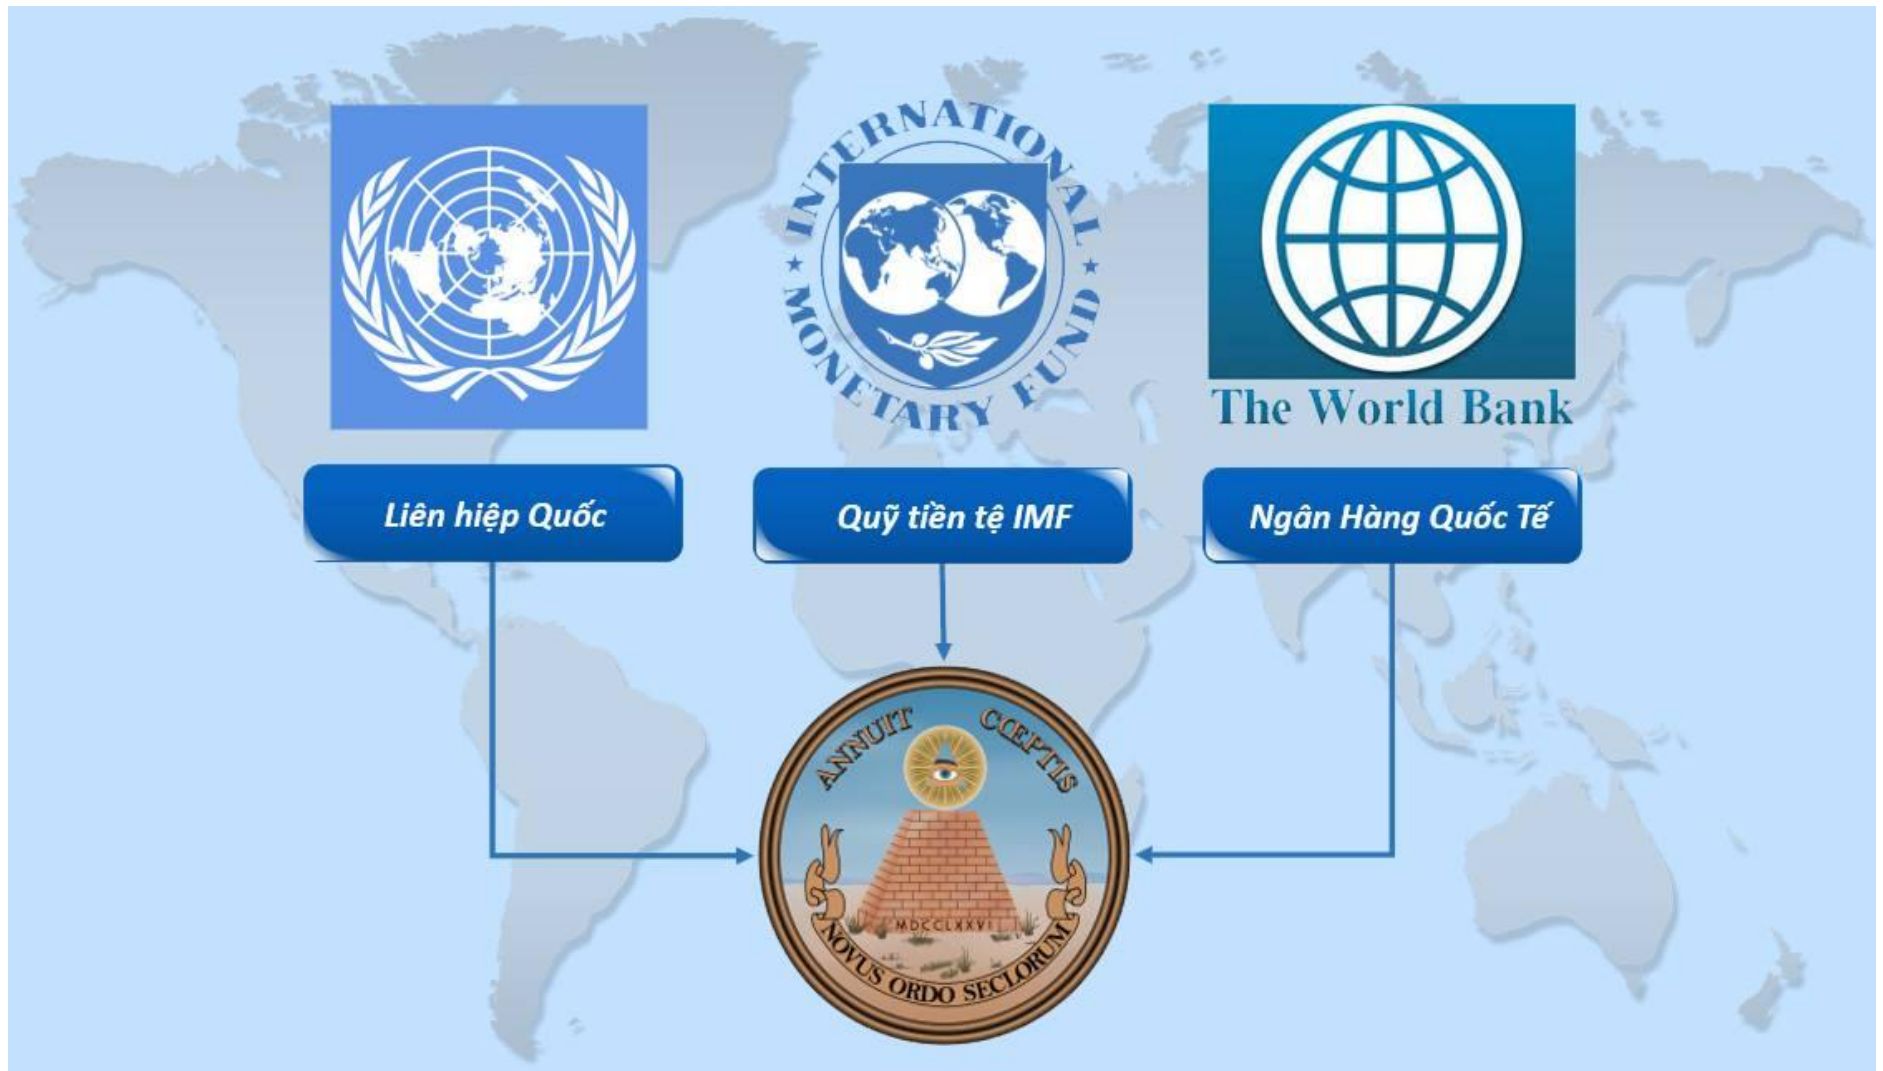 INTERNATIONAL
MONETARY FUND
The World Bank
Liên hiệp Quốc
Quỹ tiền tệ IMF
Ngân Hàng Quốc Tế
ANNUIT CŒPTIS
MDCCLXXVI
NOVUS ORDO SECLORUM